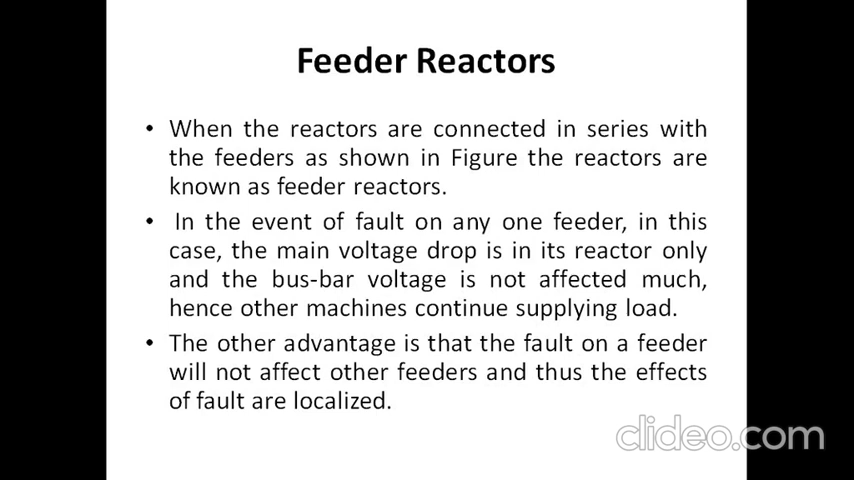 Feeder Reactors
• When the reactors are connected in series with
the feeders as shown in Figure the reactors are
known as feeder reactors.
• In the event of fault on any one feeder, in this
case, the main voltage drop is in its reactor only
and the bus-bar voltage is not affected much,
hence other machines continue supplying load.
• The other advantage is that the fault on a feeder
will not affect other feeders and thus the effects
of fault are localized.
clideo.com